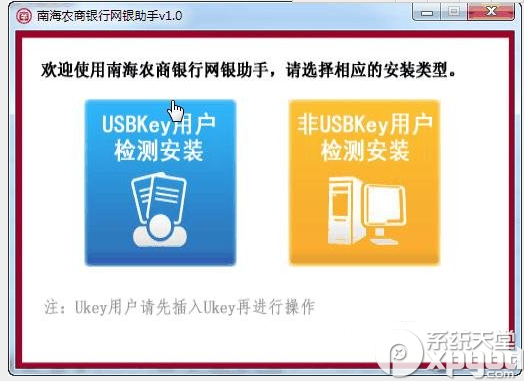 南海农商银行网银助手v1.0
欢迎使用南海农商银行网银助手，请选择相应的安装类型。
USBKey用户
检测安装
非USBKey用户
检测安装
注：Ukey用户请先插入Ukey再进行操作
系统天堂